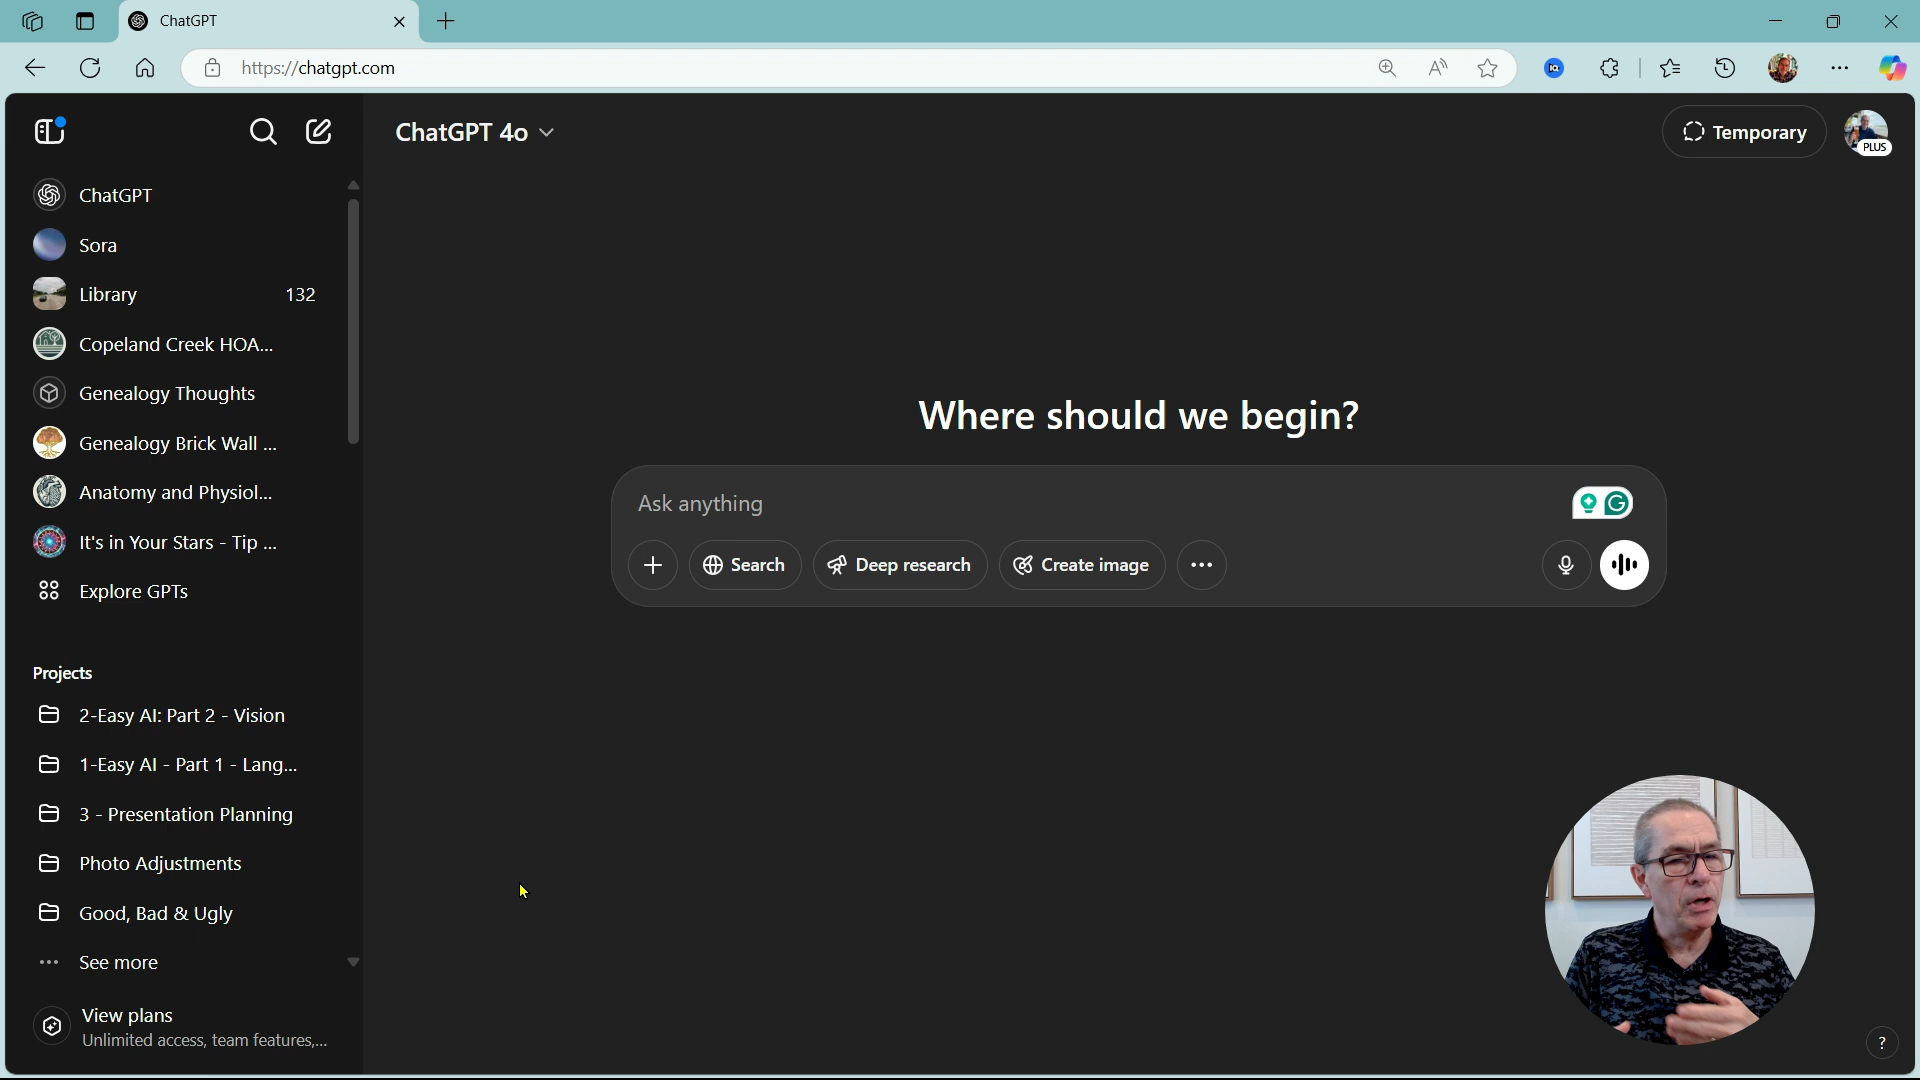 ChatGPT
https://chatgpt.com
ChatGPT 4o
Temporary
PLUS
ChatGPT
Sora
Library 132
Copeland Creek HOA...
Genealogy Thoughts
Genealogy Brick Wall ...
Anatomy and Physiol...
It's in Your Stars - Tip ...
Explore GPTs
Projects
2-Easy AI: Part 2 - Vision
1-Easy AI - Part 1 - Lang...
3 - Presentation Planning
Photo Adjustments
Good, Bad & Ugly
See more
View plans
Unlimited access, team features,...
Where should we begin?
Ask anything
Search
Deep research
Create image
?